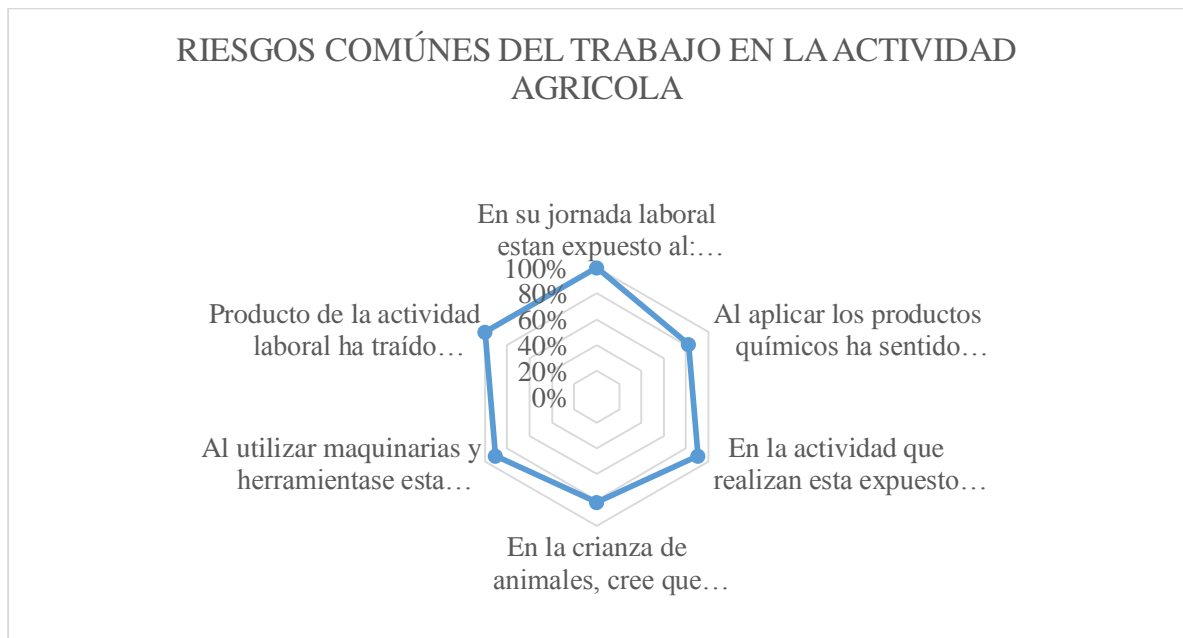 RIESGOS COMÚNES DEL TRABAJO EN LA ACTIVIDAD
AGRICOLA
En su jornada laboral
estan expuesto al:…
100%
80%
60%
40%
20%
0%
Al aplicar los productos
químicos ha sentido…
En la actividad que
realizan esta expuesto…
En la crianza de
animales, cree que…
Al utilizar maquinarias y
herramientase esta…
Producto de la actividad
laboral ha traído…